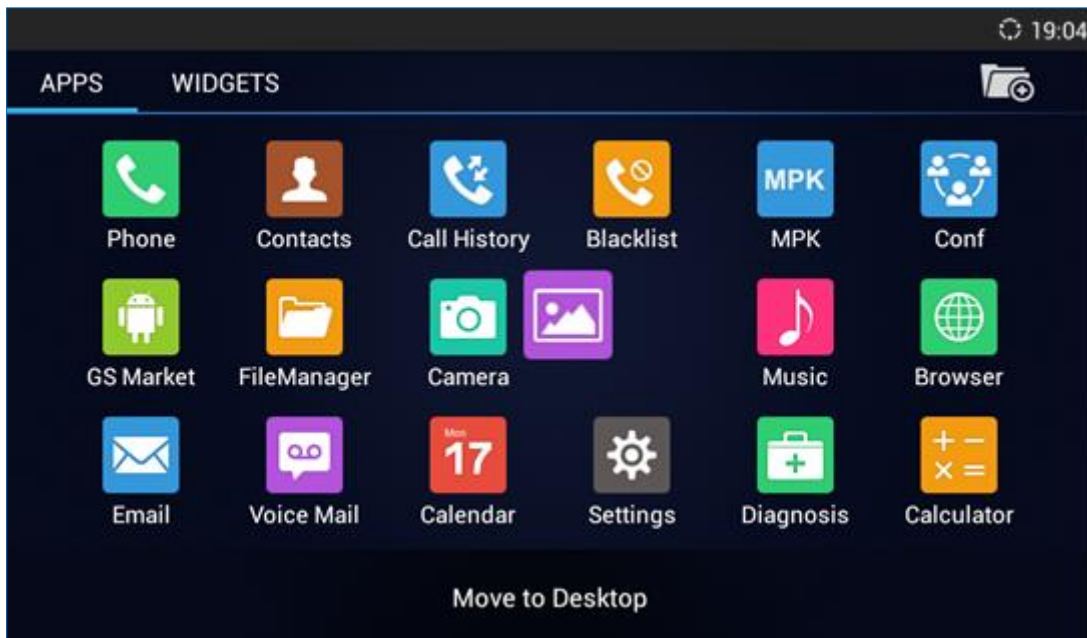 19:04
APPS WIDGETS
MPK
Phone Contacts Call History Blacklist MPK Conf
GS Market FileManager Camera Music Browser
Mon
17
+ −
× =
Email Voice Mail Calendar Settings Diagnosis Calculator
Move to Desktop